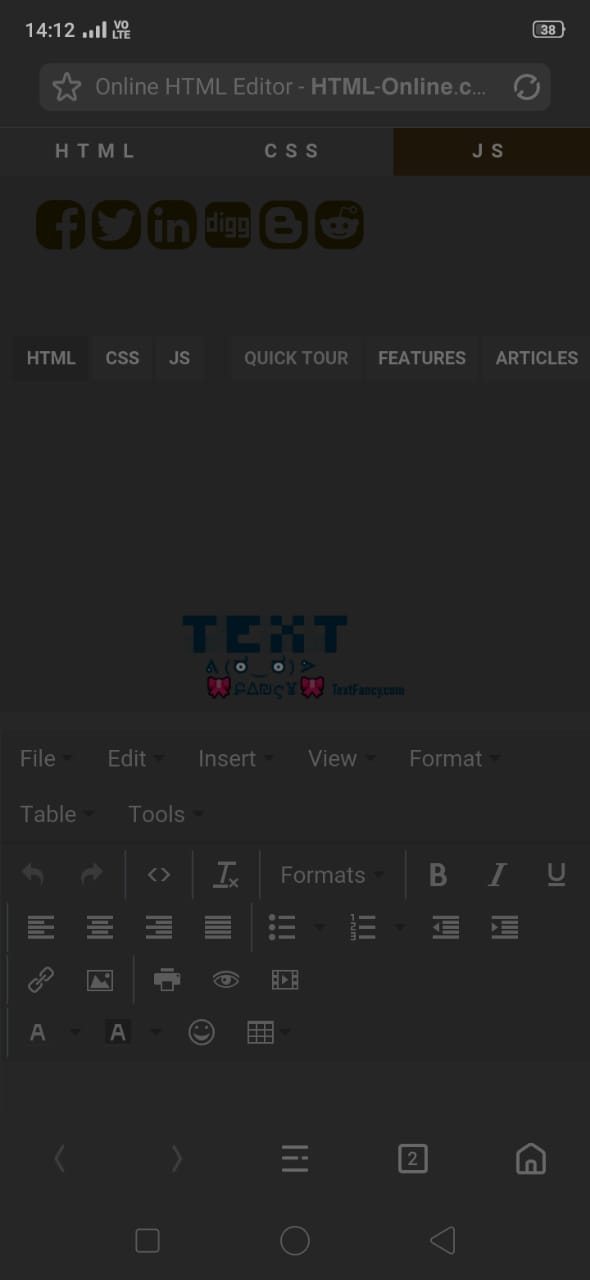 14:12 VO LTE 38
Online HTML Editor - HTML-Online.c...
HTML CSS JS
digg
HTML CSS JS QUICK TOUR FEATURES ARTICLES
TEXT
TextFancy.com
File Edit Insert View Format
Table Tools
Formats B I U
A A
2